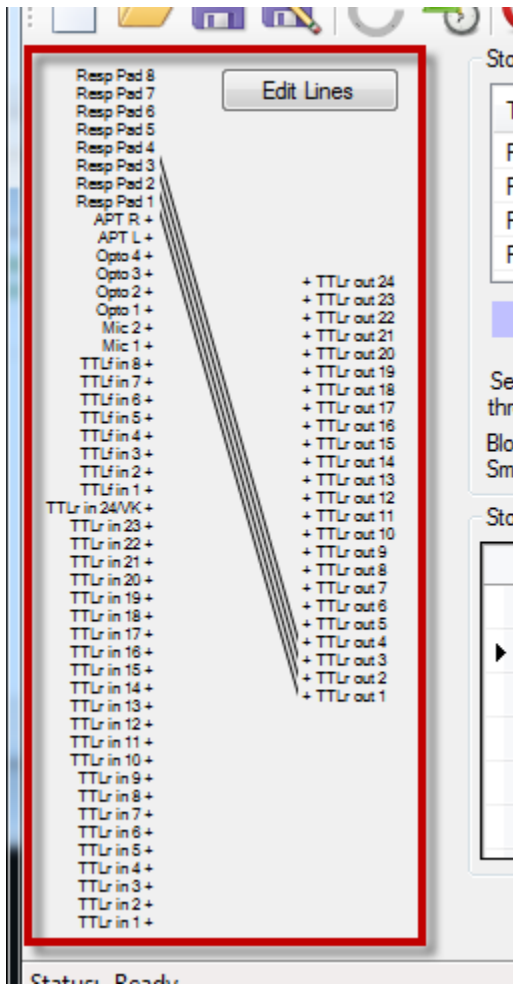 Resp Pad 8
Resp Pad 7
Resp Pad 6
Resp Pad 5
Resp Pad 4
Resp Pad 3
Resp Pad 2
Resp Pad 1
APT R +
APT L +
Opto 4 +
Opto 3 +
Opto 2 +
Opto 1 +
Mic 2 +
Mic 1 +
TTLf in 8 +
TTLf in 7 +
TTLf in 6 +
TTLf in 5 +
TTLf in 4 +
TTLf in 3 +
TTLf in 2 +
TTLf in 1 +
TTLr in 24/VK +
TTLr in 23 +
TTLr in 22 +
TTLr in 21 +
TTLr in 20 +
TTLr in 19 +
TTLr in 18 +
TTLr in 17 +
TTLr in 16 +
TTLr in 15 +
TTLr in 14 +
TTLr in 13 +
TTLr in 12 +
TTLr in 11 +
TTLr in 10 +
TTLr in 9 +
TTLr in 8 +
TTLr in 7 +
TTLr in 6 +
TTLr in 5 +
TTLr in 4 +
TTLr in 3 +
TTLr in 2 +
TTLr in 1 +
Edit Lines
+ TTLr out 24
+ TTLr out 23
+ TTLr out 22
+ TTLr out 21
+ TTLr out 20
+ TTLr out 19
+ TTLr out 18
+ TTLr out 17
+ TTLr out 16
+ TTLr out 15
+ TTLr out 14
+ TTLr out 13
+ TTLr out 12
+ TTLr out 11
+ TTLr out 10
+ TTLr out 9
+ TTLr out 8
+ TTLr out 7
+ TTLr out 6
+ TTLr out 5
+ TTLr out 4
+ TTLr out 3
+ TTLr out 2
+ TTLr out 1
Status: Ready